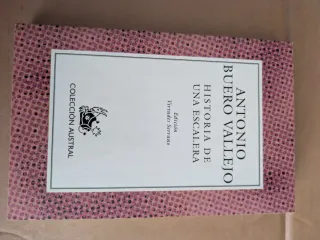 ANTONIO
BUERO VALLEJO
HISTORIA DE
UNA ESCALERA
Edición
Virtudes Serrano
COLECCIÓN AUSTRAL